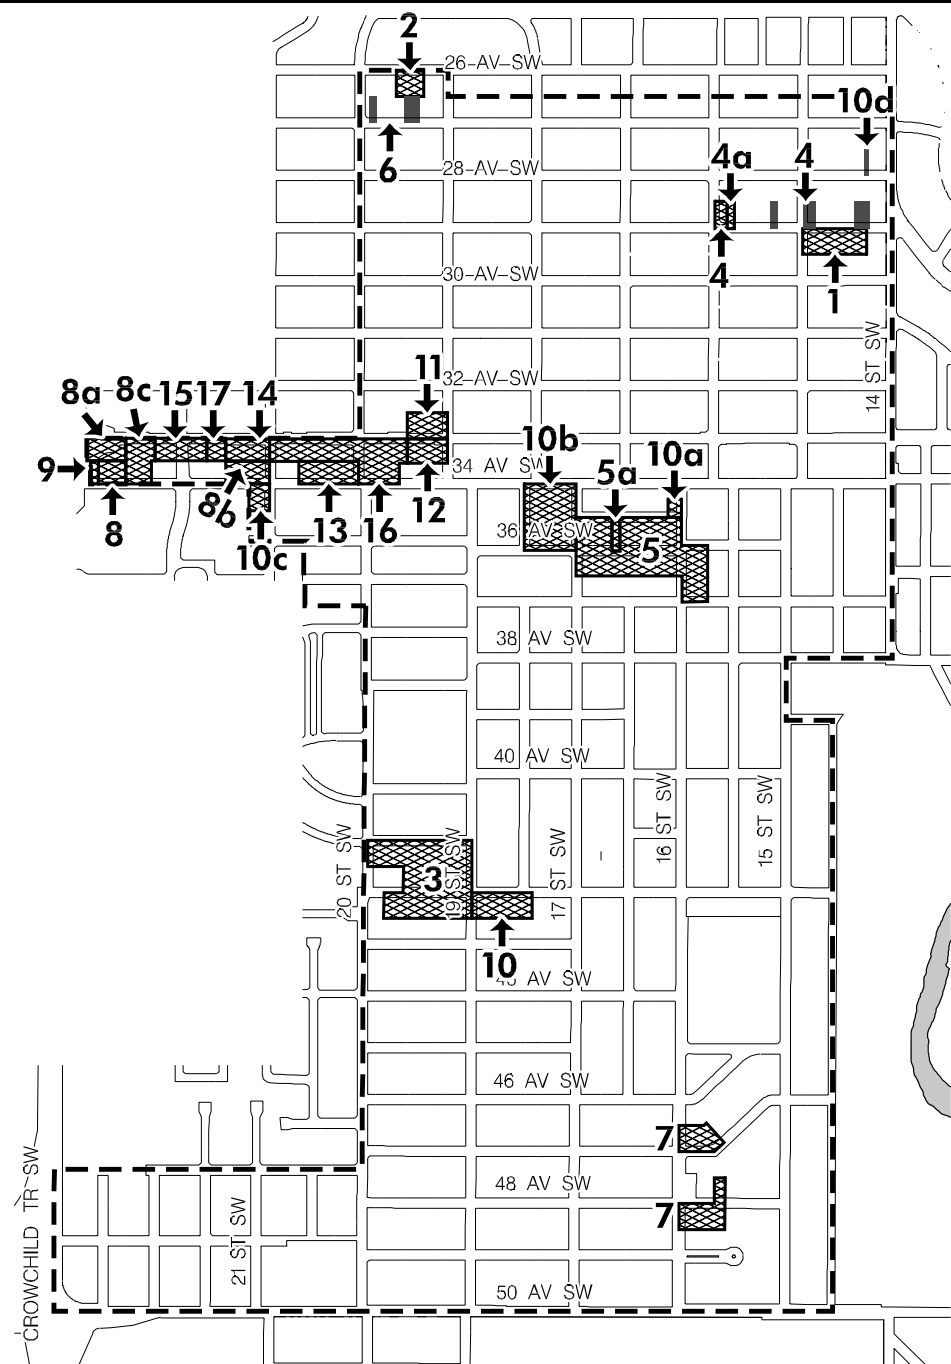 2
26 AV SW
10d
6
28 AV SW
4a
4
4
30 AV SW
1
14 ST SW
11
32 AV SW
8a
8c
15
17
14
10b
34 AV SW
10a
5a
9
8
8b
10c
13
16
12
36 AV SW
5
38 AV SW
40 AV SW
16 ST SW
15 ST SW
20 ST SW
19 ST SW
17 ST SW
3
10
AV SW
46 AV SW
7
48 AV SW
7
21 ST SW
50 AV SW
CROWCHILD TR SW